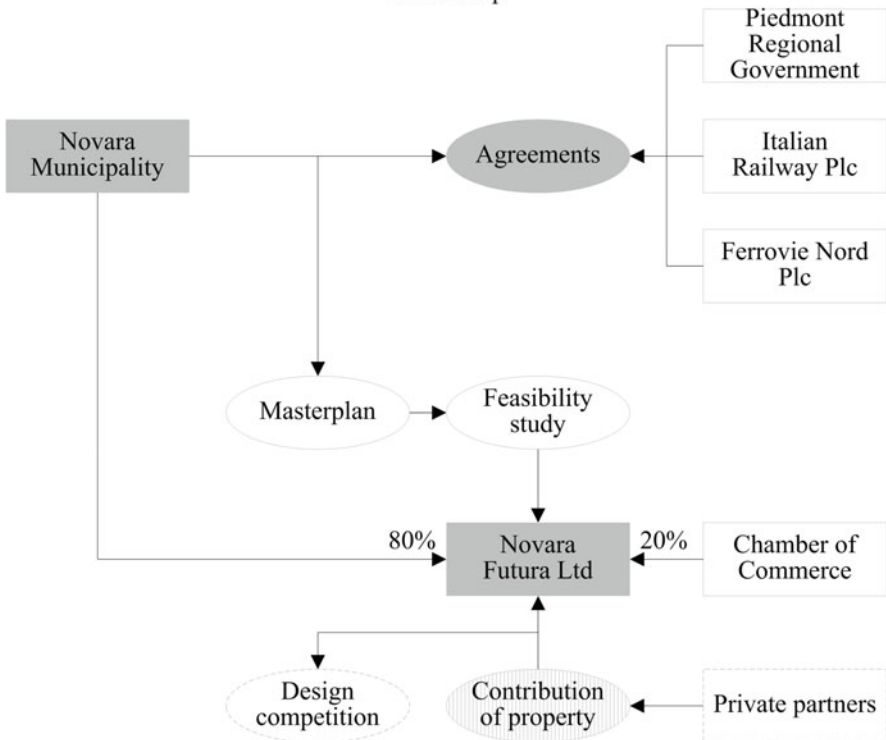 Piedmont
Regional
Government
Novara
Municipality
Agreements
Italian
Railway Plc
Ferrovie Nord
Plc
Masterplan
Feasibility
study
80%
Novara
Futura Ltd
20%
Chamber of
Commerce
Design
competition
Contribution
of property
Private partners